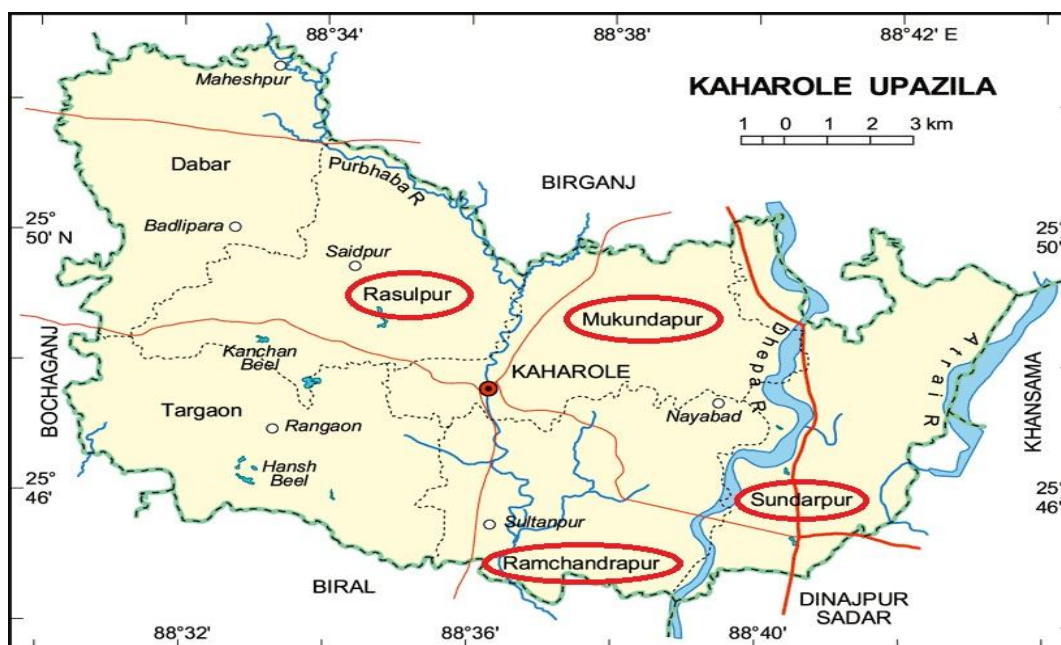 88°34' 88°38' 88°42' E
Maheshpur
KAHAROLE UPAZILA
1 0 1 2 3 km
Dabar
Purbhaba R
BIRGANJ
25°
50' N
Badlipara
25°
50'
Saidpur
Rasulpur
Mukundapur
Dhepa R
Atrai R
Kanchan
Beel
KAHAROLE
BOCHAGANJ
Targaon
Nayabad
KHANSAMA
Rangaon
Hansh
Beel
25°
46'
25°
46'
Sundarpur
Sultanpur
Ramchandrapur
BIRAL
DINAJPUR
SADAR
88°32' 88°36' 88°40'